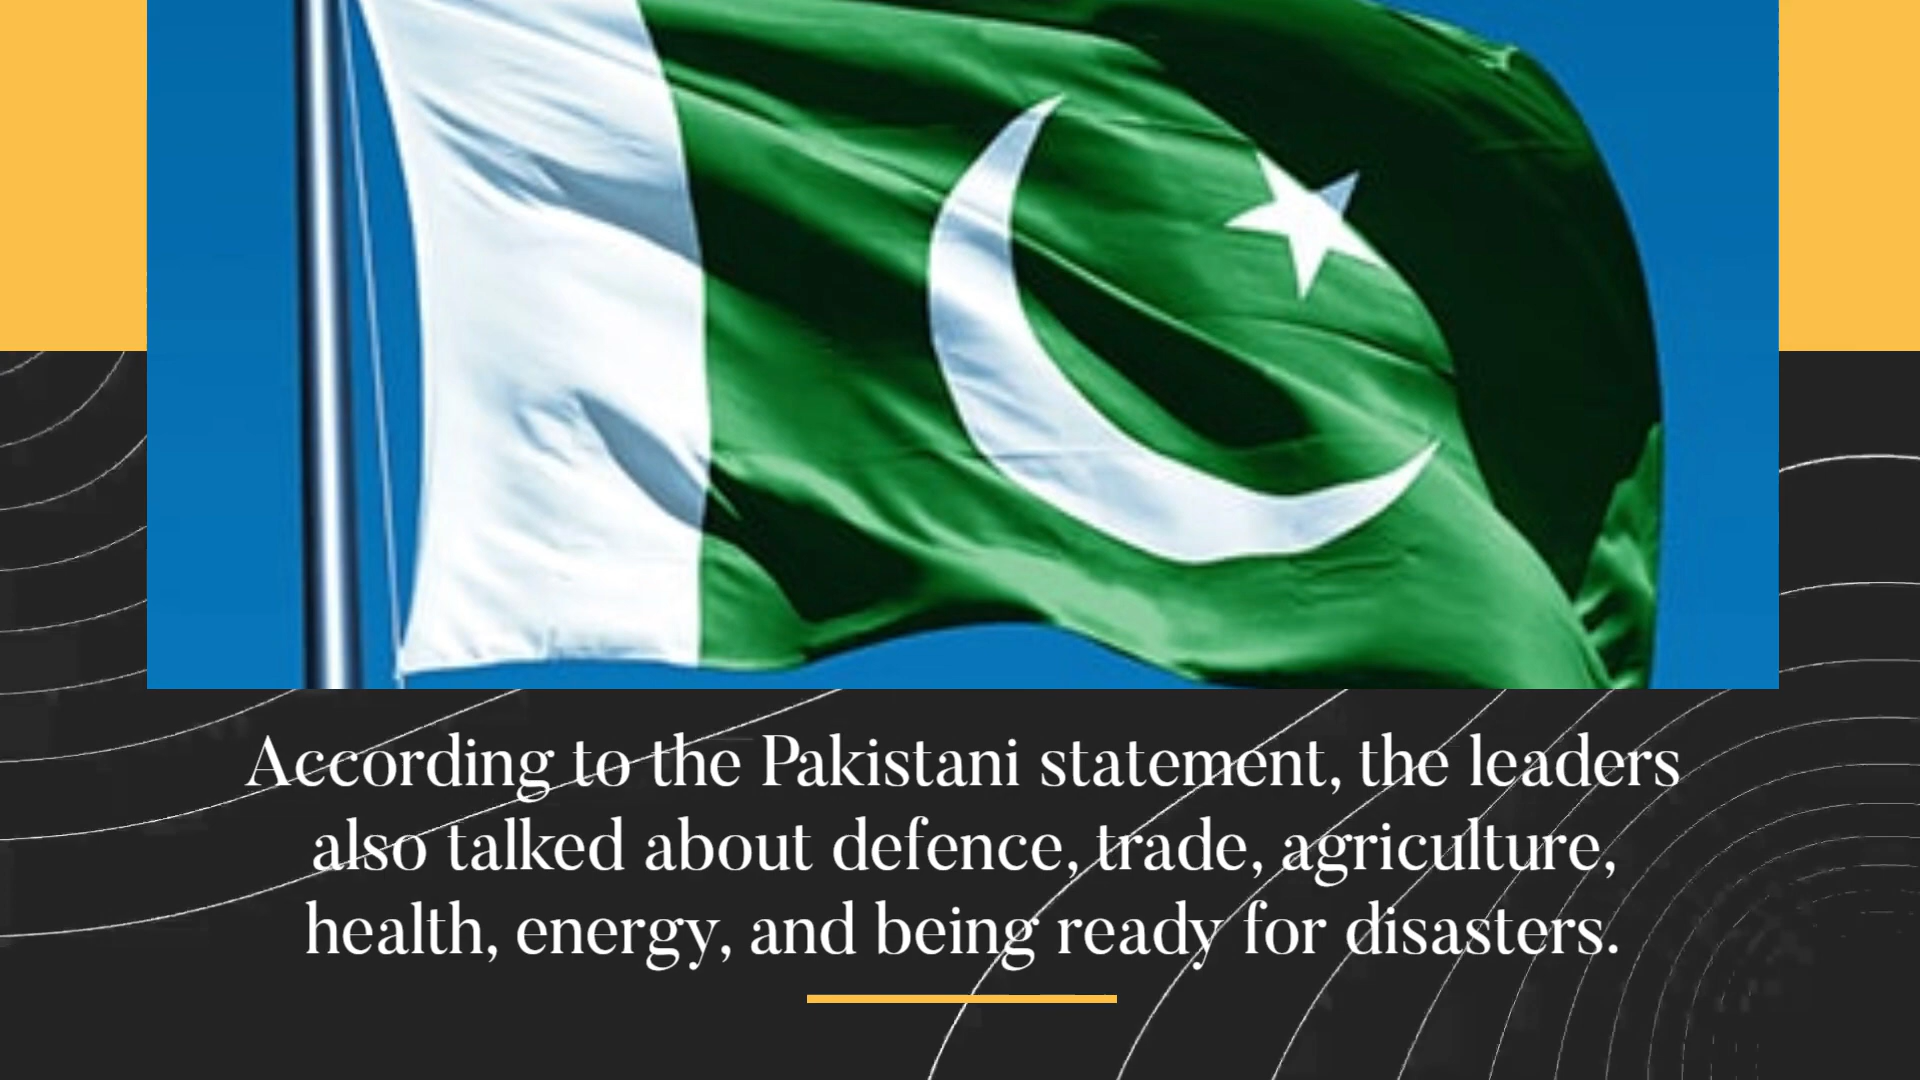 According to the Pakistani statement, the leaders
also talked about defence, trade, agriculture,
health, energy, and being ready for disasters.